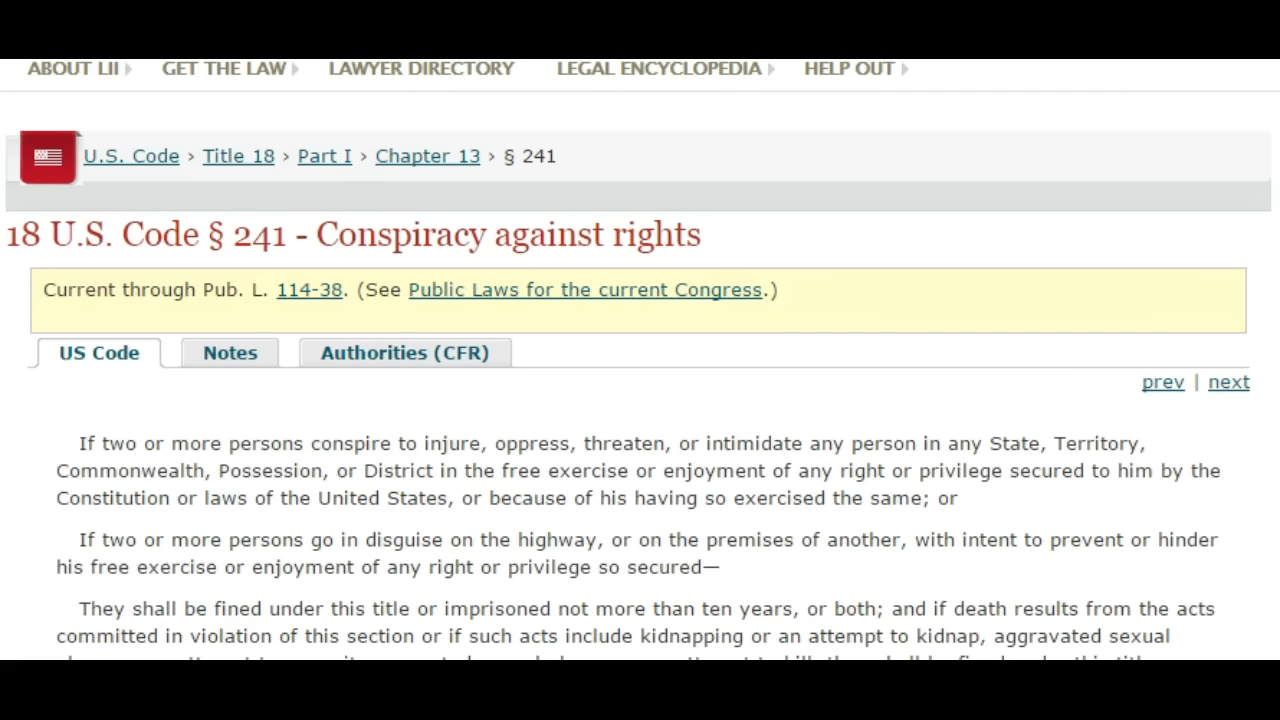 ABOUT LII GET THE LAW LAWYER DIRECTORY LEGAL ENCYCLOPEDIA HELP OUT
U.S. Code › Title 18 › Part I › Chapter 13 › § 241
18 U.S. Code § 241 - Conspiracy against rights
Current through Pub. L. 114-38. (See Public Laws for the current Congress.)
US Code Notes Authorities (CFR)
prev | next
If two or more persons conspire to injure, oppress, threaten, or intimidate any person in any State, Territory,
Commonwealth, Possession, or District in the free exercise or enjoyment of any right or privilege secured to him by the
Constitution or laws of the United States, or because of his having so exercised the same; or
If two or more persons go in disguise on the highway, or on the premises of another, with intent to prevent or hinder
his free exercise or enjoyment of any right or privilege so secured—
They shall be fined under this title or imprisoned not more than ten years, or both; and if death results from the acts
committed in violation of this section or if such acts include kidnapping or an attempt to kidnap, aggravated sexual